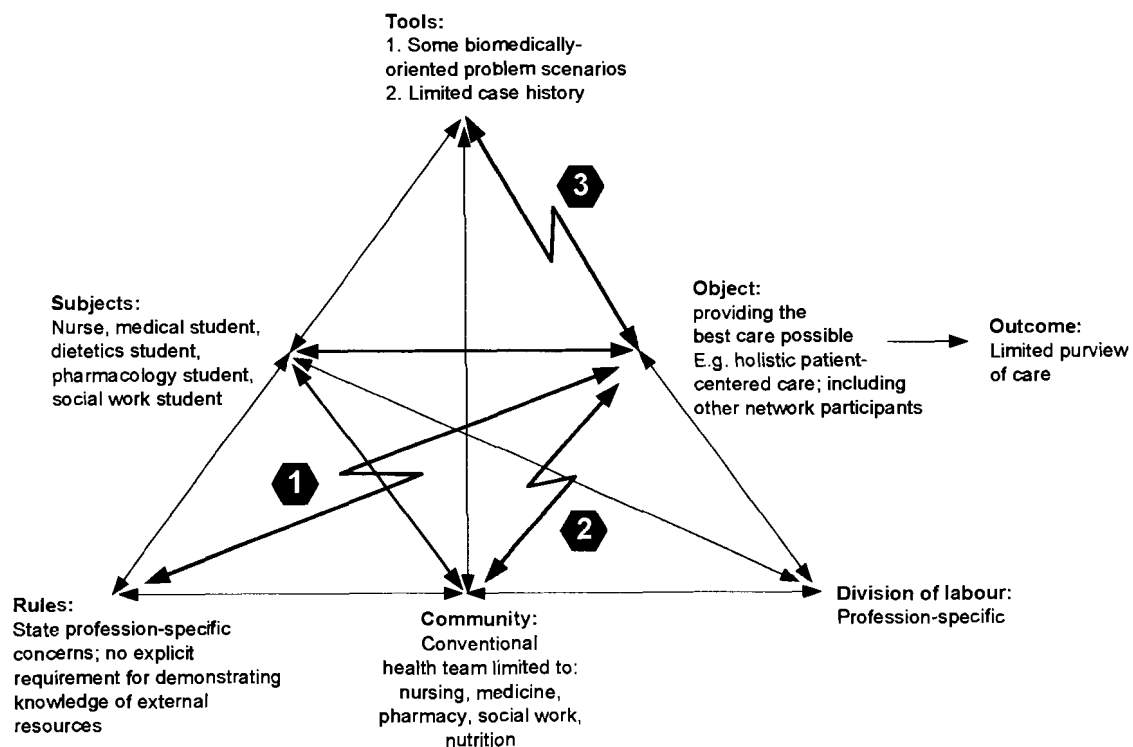 Tools:
1. Some biomedically-
oriented problem scenarios
2. Limited case history
3
Subjects:
Nurse, medical student,
dietetics student,
pharmacology student,
social work student
Object:
providing the
best care possible
E.g. holistic patient-
centered care; including
other network participants
Outcome:
Limited purview
of care
1
2
Rules:
State profession-specific
concerns; no explicit
requirement for demonstrating
knowledge of external
resources
Community:
Conventional
health team limited to:
nursing, medicine,
pharmacy, social work,
nutrition
Division of labour:
Profession-specific